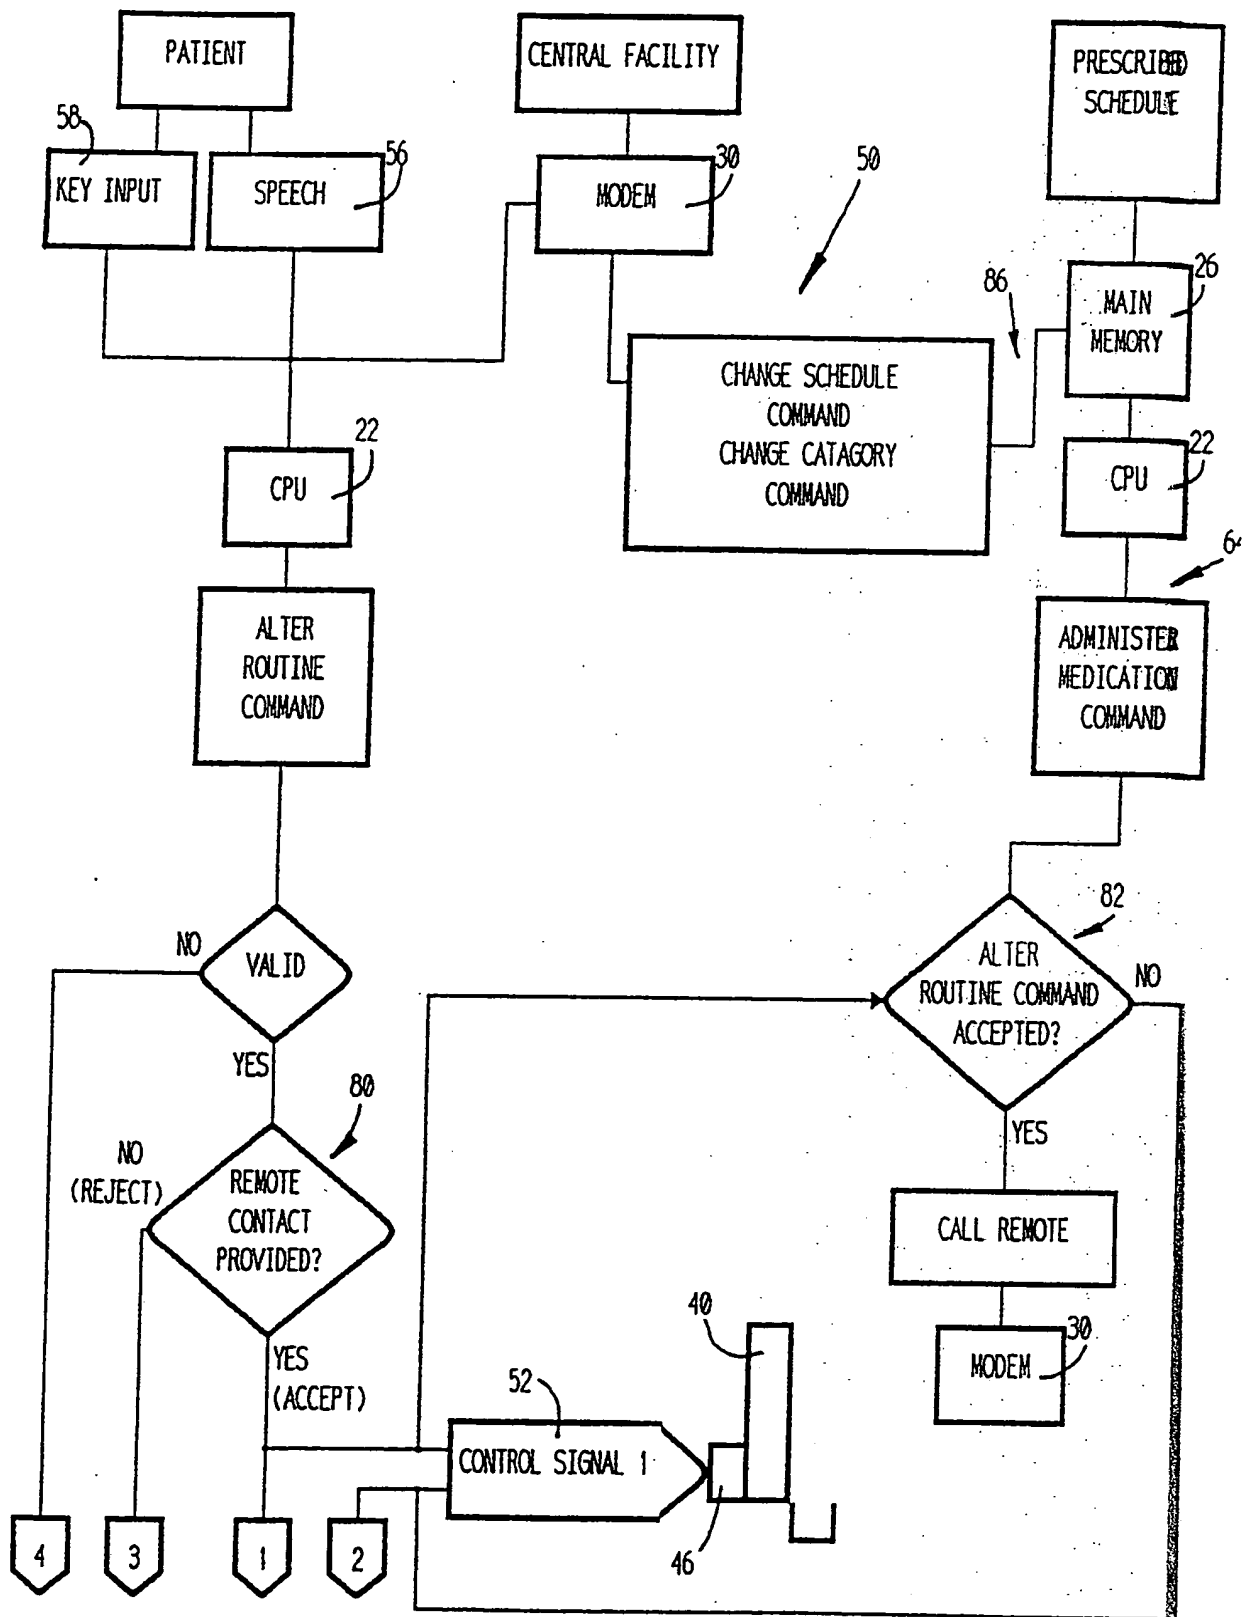 PATIENT
CENTRAL FACILITY
PRESCRIBED
SCHEDULE
58
KEY INPUT
56
SPEECH
30
MODEM
50
86
26
MAIN
MEMORY
CHANGE SCHEDULE
COMMAND
CHANGE CATAGORY
COMMAND
22
CPU
22
CPU
64
ALTER
ROUTINE
COMMAND
ADMINISTER
MEDICATION
COMMAND
NO
VALID
YES
82
ALTER
ROUTINE COMMAND
ACCEPTED?
NO
YES
80
NO
(REJECT)
REMOTE
CONTACT
PROVIDED?
YES
(ACCEPT)
CALL REMOTE
30
MODEM
40
52
CONTROL SIGNAL 1
46
4
3
1
2